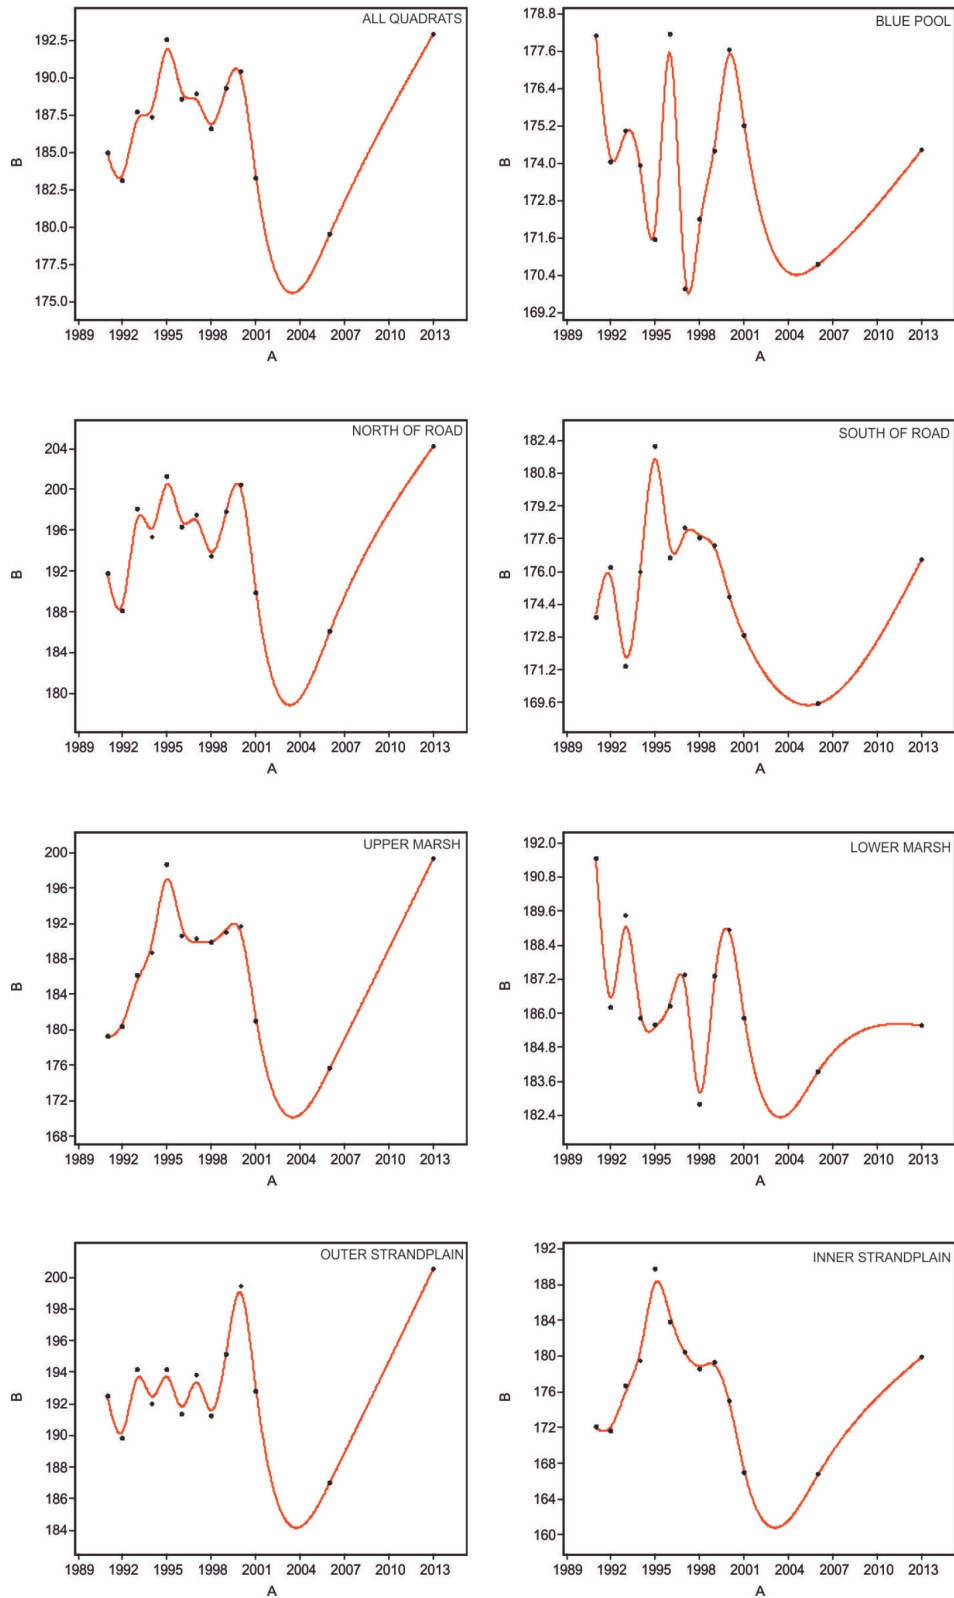 ALL QUADRATS
192.5
190.0
187.5
185.0
182.5
180.0
177.5
175.0
B
1989 1992 1995 1998 2001 2004 2007 2010 2013
A
BLUE POOL
178.8
177.6
176.4
175.2
174.0
172.8
171.6
170.4
169.2
B
1989 1992 1995 1998 2001 2004 2007 2010 2013
A
NORTH OF ROAD
204
200
196
192
188
184
180
B
1989 1992 1995 1998 2001 2004 2007 2010 2013
A
SOUTH OF ROAD
182.4
180.8
179.2
177.6
176.0
174.4
172.8
171.2
169.6
B
1989 1992 1995 1998 2001 2004 2007 2010 2013
A
UPPER MARSH
200
196
192
188
184
180
176
172
168
B
1989 1992 1995 1998 2001 2004 2007 2010 2013
A
LOWER MARSH
192.0
190.8
189.6
188.4
187.2
186.0
184.8
183.6
182.4
B
1989 1992 1995 1998 2001 2004 2007 2010 2013
A
OUTER STRANDPLAIN
200
198
196
194
192
190
188
186
184
B
1989 1992 1995 1998 2001 2004 2007 2010 2013
A
INNER STRANDPLAIN
192
188
184
180
176
172
168
164
160
B
1989 1992 1995 1998 2001 2004 2007 2010 2013
A